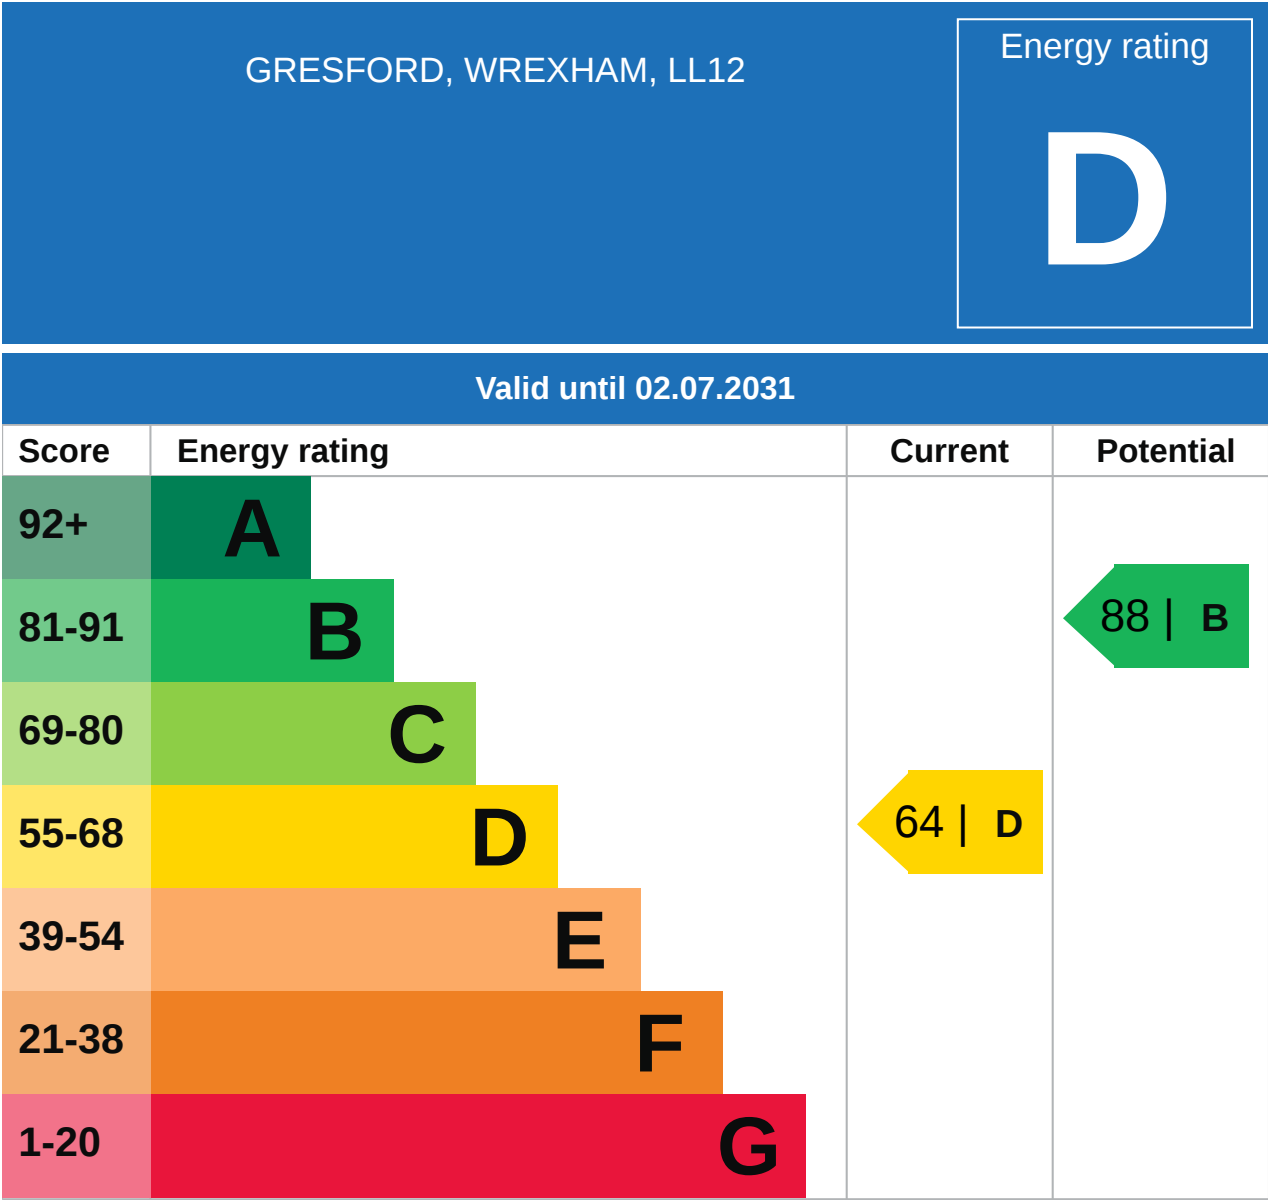 GRESFORD, WREXHAM, LL12
Energy rating
D
Valid until 02.07.2031
Score Energy rating Current Potential
92+ A
81-91 B
88 | B
69-80 C
55-68 D
64 | D
39-54 E
21-38 F
1-20 G